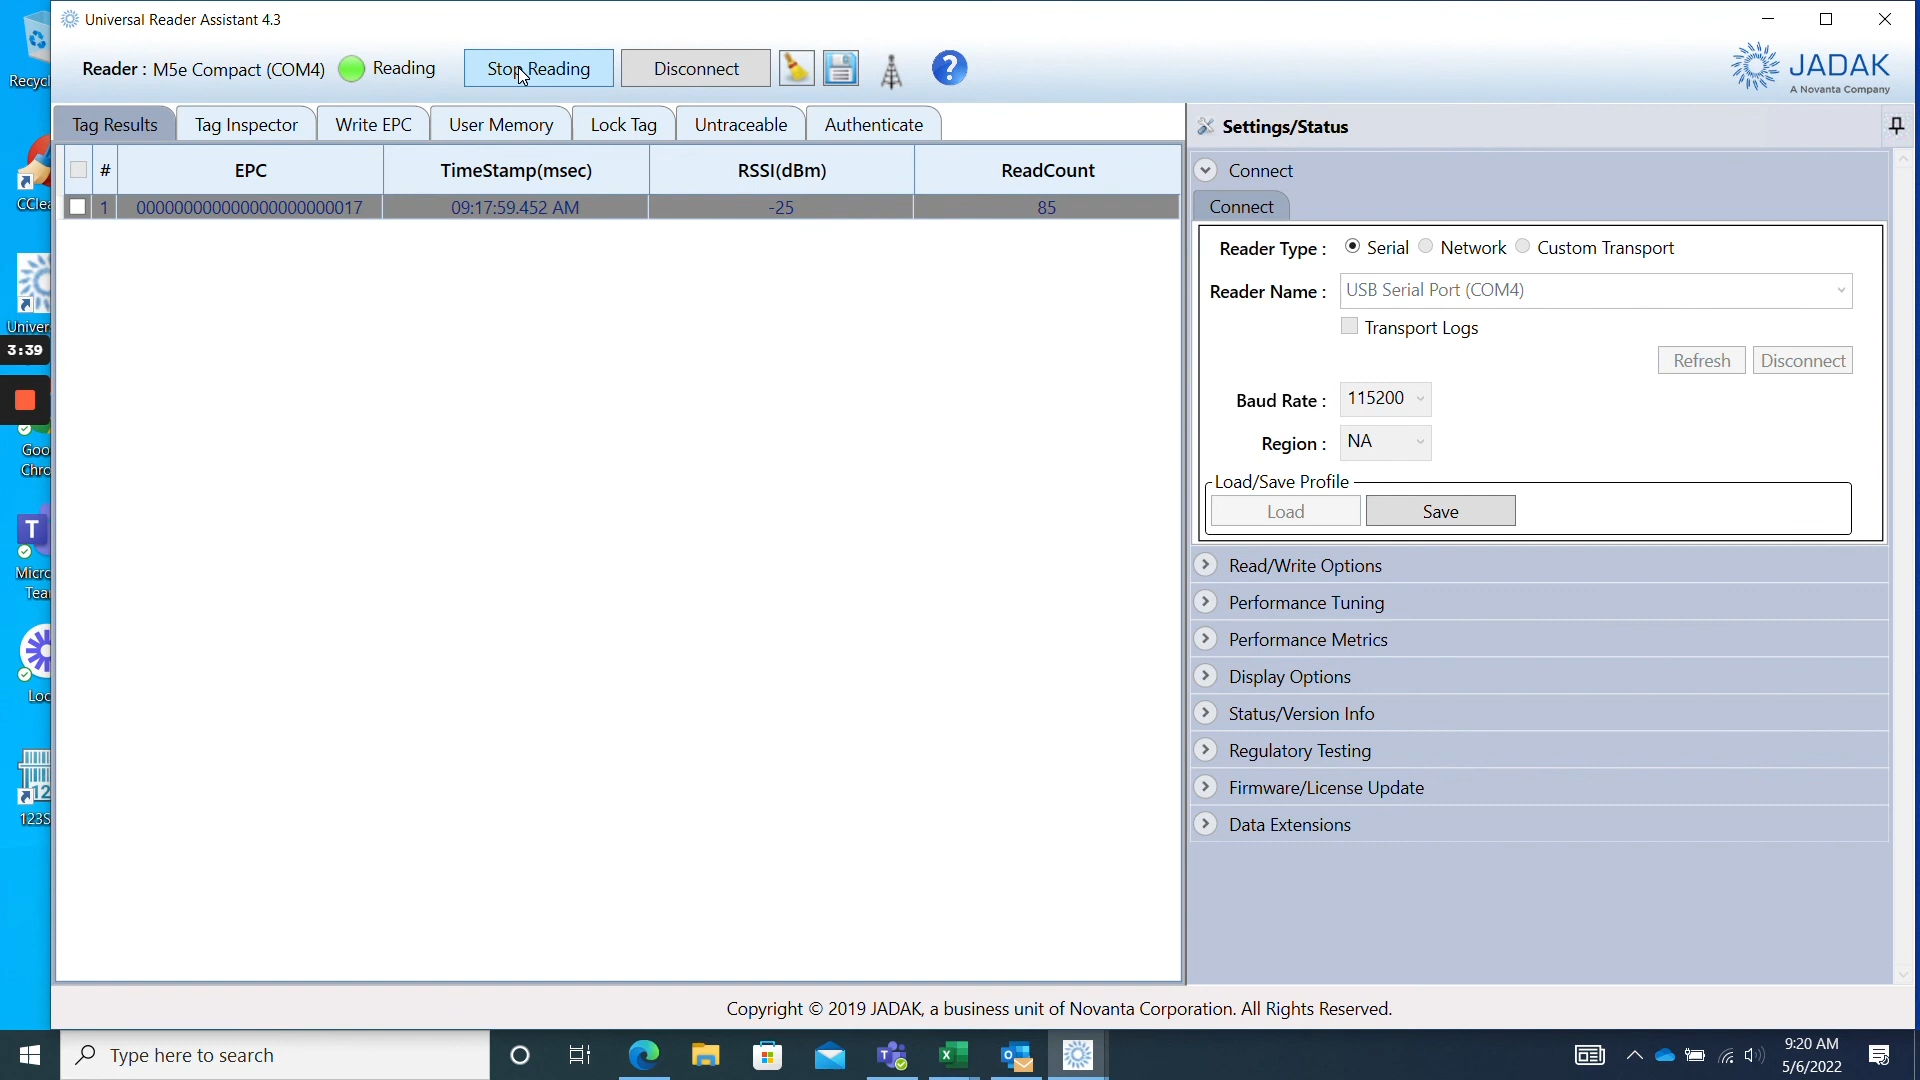 Universal Reader Assistant 4.3
Reader : M5e Compact (COM4) Reading Stop Reading Disconnect ?
JADAK
A Novanta Company
Tag Results Tag Inspector Write EPC User Memory Lock Tag Untraceable Authenticate
# EPC TimeStamp(msec) RSSI(dBm) ReadCount
1 000000000000000000000017 09:17:59.452 AM -25 85
Settings/Status
Connect
Connect
Reader Type : Serial Network Custom Transport
Reader Name : USB Serial Port (COM4)
Transport Logs
Refresh Disconnect
Baud Rate : 115200
Region : NA
Load/Save Profile
Load Save
Read/Write Options
Performance Tuning
Performance Metrics
Display Options
Status/Version Info
Regulatory Testing
Firmware/License Update
Data Extensions
Copyright © 2019 JADAK, a business unit of Novanta Corporation. All Rights Reserved.
Recycl
CClea
Univer
3:39
Goo
Chro
T
Micro
Tea
Loo
12
123S
Type here to search
9:20 AM
5/6/2022